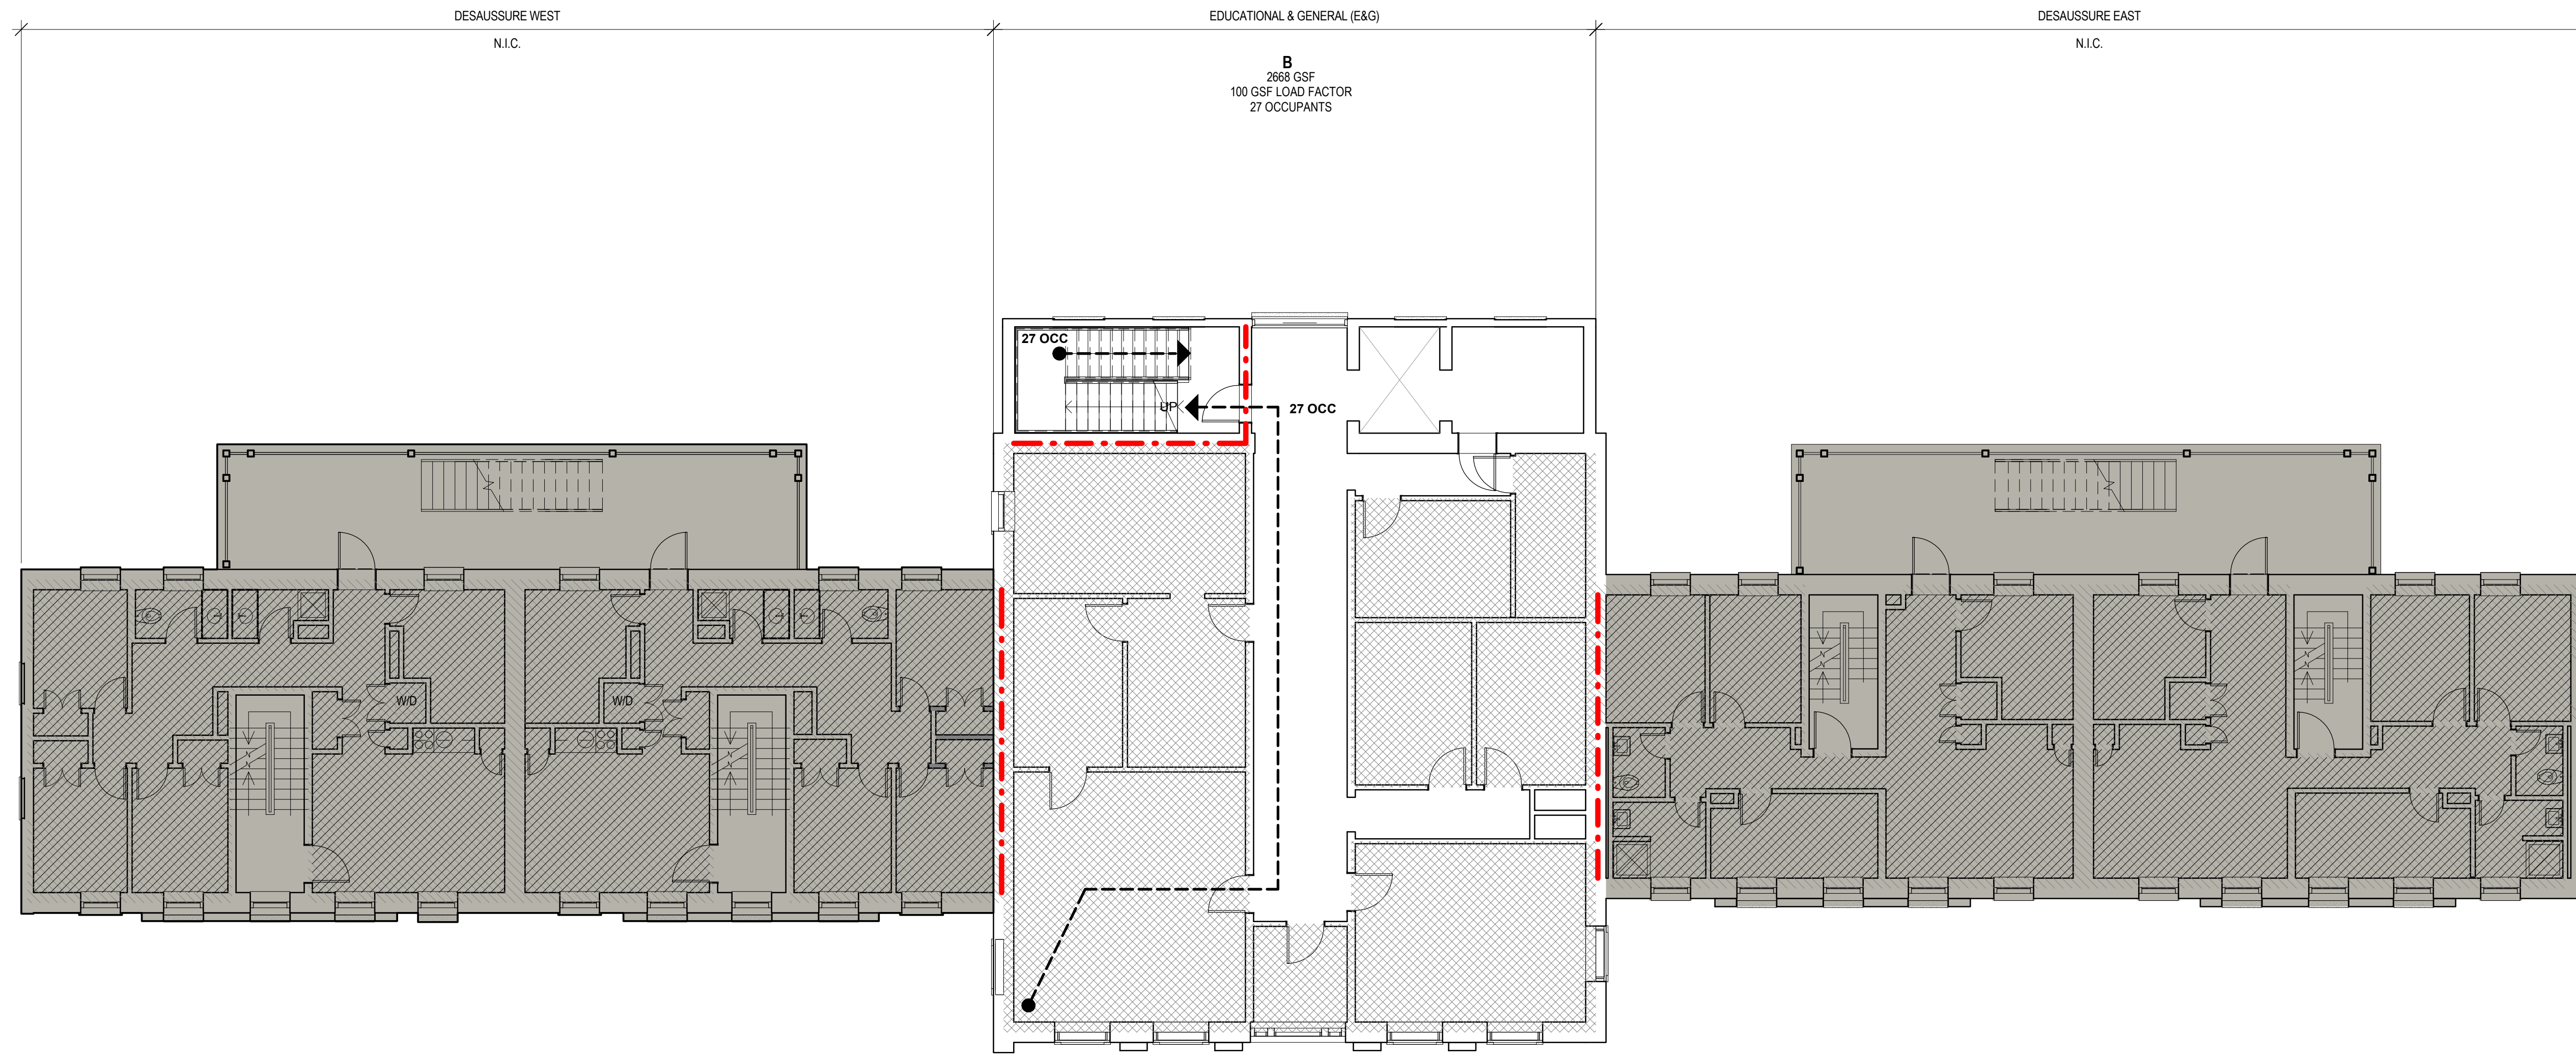 DESAUSSURE WEST
EDUCATIONAL & GENERAL (E&G)
DESAUSSURE EAST
N.I.C.
N.I.C.
B
2668 GSF
100 GSF LOAD FACTOR
27 OCCUPANTS
27 OCC
UP
27 OCC
W/D
W/D